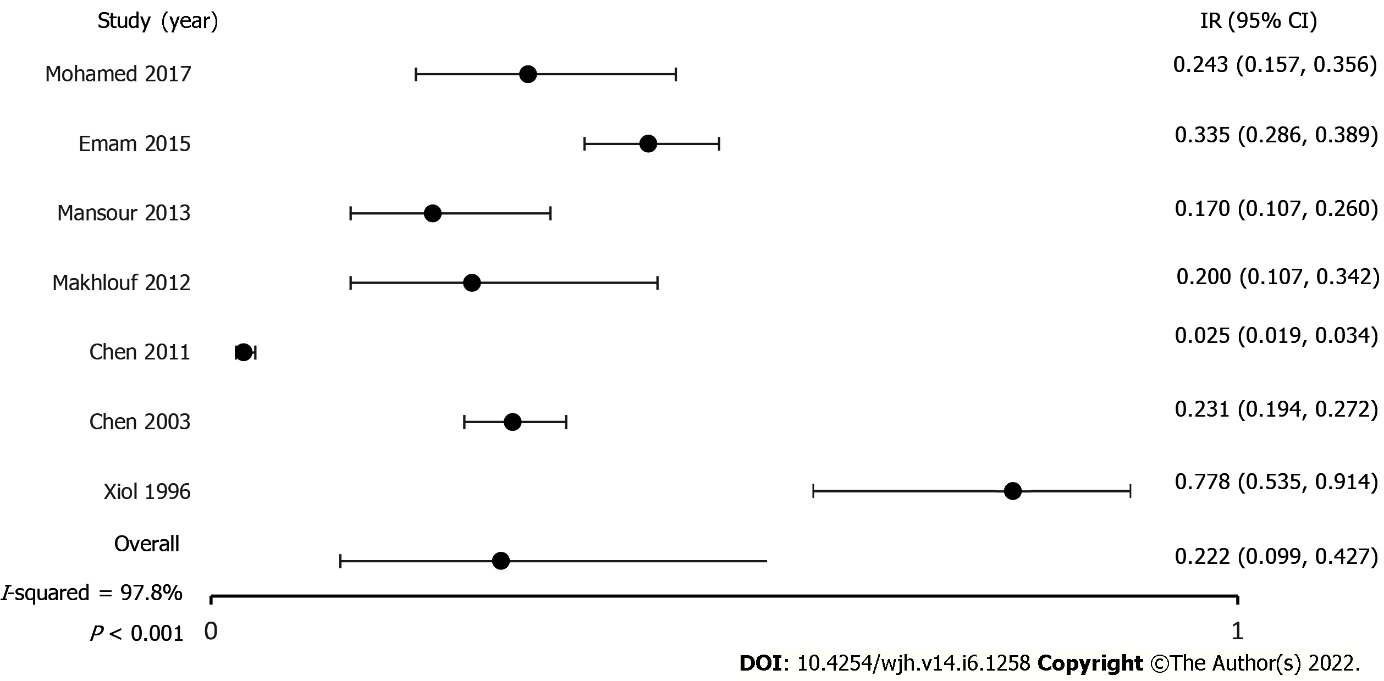 Study (year) IR (95% CI)
Mohamed 2017 0.243 (0.157, 0.356)
Emam 2015 0.335 (0.286, 0.389)
Mansour 2013 0.170 (0.107, 0.260)
Makhlouf 2012 0.200 (0.107, 0.342)
Chen 2011 0.025 (0.019, 0.034)
Chen 2003 0.231 (0.194, 0.272)
Xiol 1996 0.778 (0.535, 0.914)
Overall 0.222 (0.099, 0.427)
I-squared = 97.8%
P < 0.001 0 1
DOI: 10.4254/wjh.v14.i6.1258 Copyright ©The Author(s) 2022.